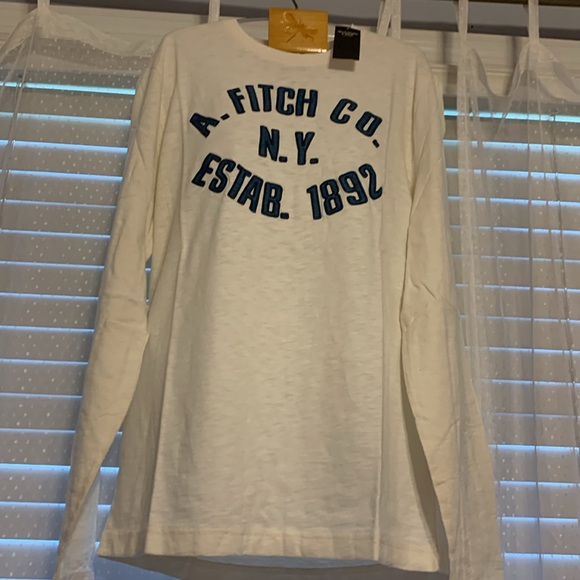 A. FITCH CO.
N.Y.
ESTAB. 1892